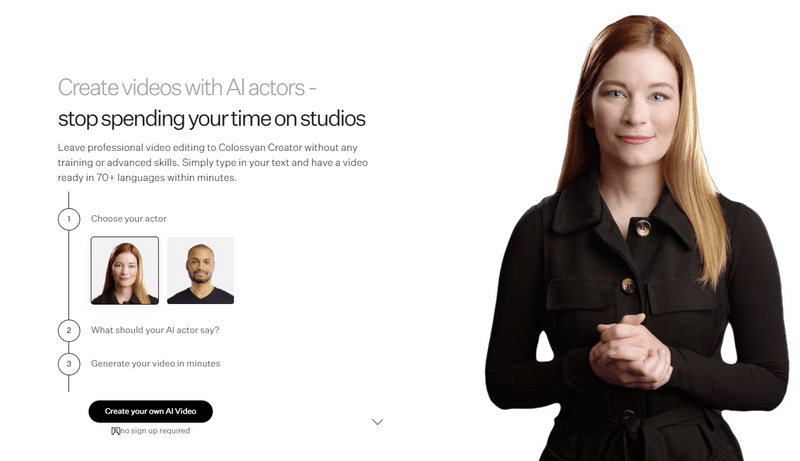 Create videos with AI actors -
stop spending your time on studios
Leave professional video editing to Colossyan Creator without any
training or advanced skills. Simply type in your text and have a video
ready in 70+ languages within minutes.
1 Choose your actor
2 What should your AI actor say?
3 Generate your video in minutes
Create your own AI Video
no sign up required